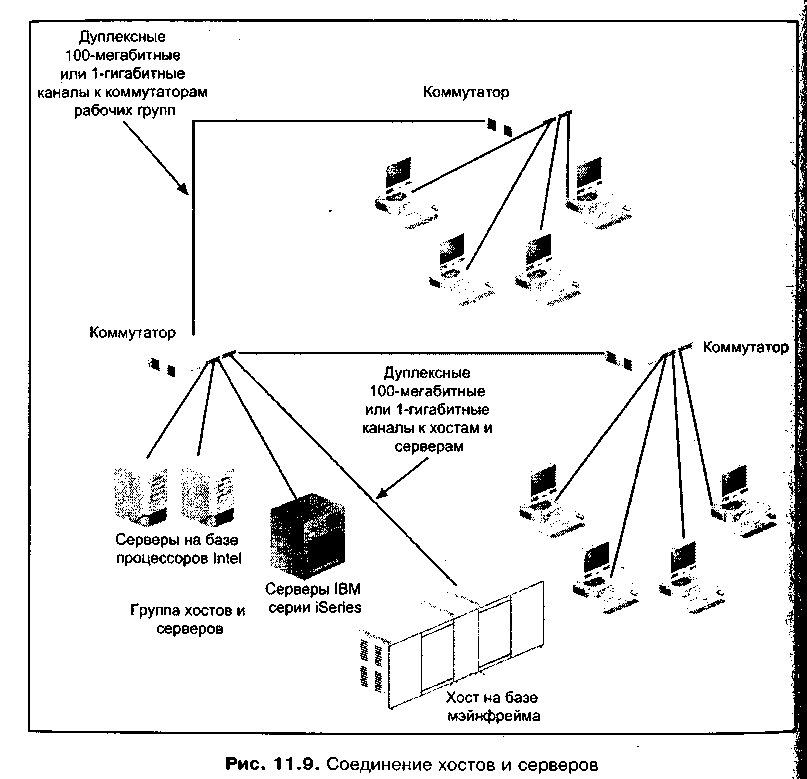 Дуплексные
100-мегабитные
или 1-гигабитные
каналы к коммутаторам
рабочих групп
Коммутатор
Коммутатор
Коммутатор
Дуплексные
100-мегабитные
или 1-гигабитные
каналы к хостам и
серверам
Серверы на базе
процессоров Intel
Серверы IBM
серии iSeries
Группа хостов и
серверов
Хост на базе
мэйнфрейма
Рис. 11.9. Соединение хостов и серверов